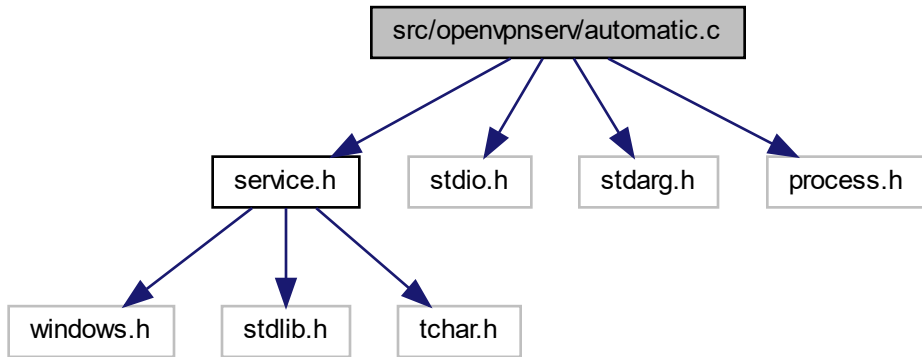 src/openvpnserv/automatic.c
service.h
stdio.h
stdarg.h
process.h
windows.h
stdlib.h
tchar.h